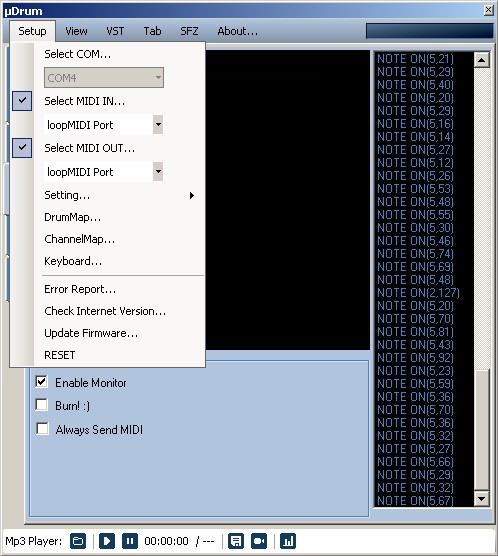 µDrum
Setup View VST Tab SFZ About...
Select COM...
COM4
Select MIDI IN...
loopMIDI Port
Select MIDI OUT...
loopMIDI Port
Setting...
DrumMap...
ChannelMap...
Keyboard...
Error Report...
Check Internet Version...
Update Firmware...
RESET
Enable Monitor
Burn! :)
Always Send MIDI
NOTE ON(5,21)
NOTE ON(5,29)
NOTE ON(5,40)
NOTE ON(5,20)
NOTE ON(5,29)
NOTE ON(5,16)
NOTE ON(5,14)
NOTE ON(5,27)
NOTE ON(5,12)
NOTE ON(5,26)
NOTE ON(5,53)
NOTE ON(5,48)
NOTE ON(5,55)
NOTE ON(5,30)
NOTE ON(5,46)
NOTE ON(5,74)
NOTE ON(5,69)
NOTE ON(5,48)
NOTE ON(2,127)
NOTE ON(5,20)
NOTE ON(5,70)
NOTE ON(5,81)
NOTE ON(5,43)
NOTE ON(5,92)
NOTE ON(5,23)
NOTE ON(5,59)
NOTE ON(5,36)
NOTE ON(5,70)
NOTE ON(5,36)
NOTE ON(5,32)
NOTE ON(5,27)
NOTE ON(5,66)
NOTE ON(5,29)
NOTE ON(5,32)
NOTE ON(5,67)
Mp3 Player: 00:00:00 / ---